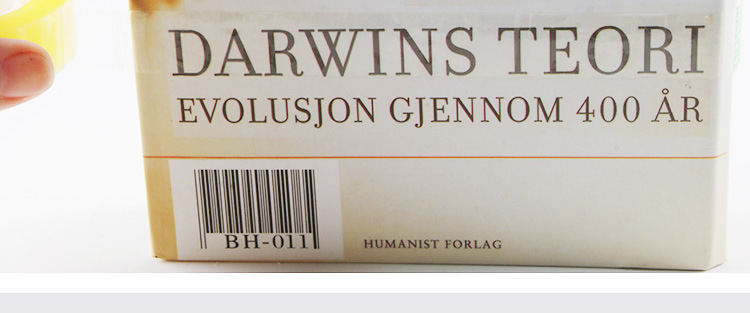 DARWINS TEORI
EVOLUSJON GJENNOM 400 ÅR
BH-011
HUMANIST FORLAG